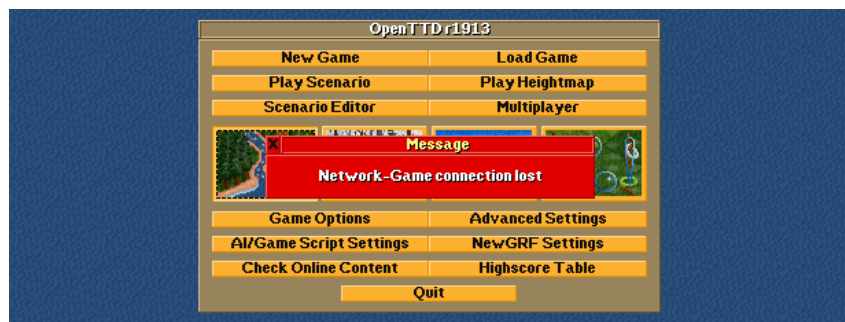 OpenTTD r1913
New Game Load Game
Play Scenario Play Heightmap
Scenario Editor Multiplayer
X Message
Network-Game connection lost
Game Options Advanced Settings
AI/Game Script Settings NewGRF Settings
Check Online Content Highscore Table
Quit